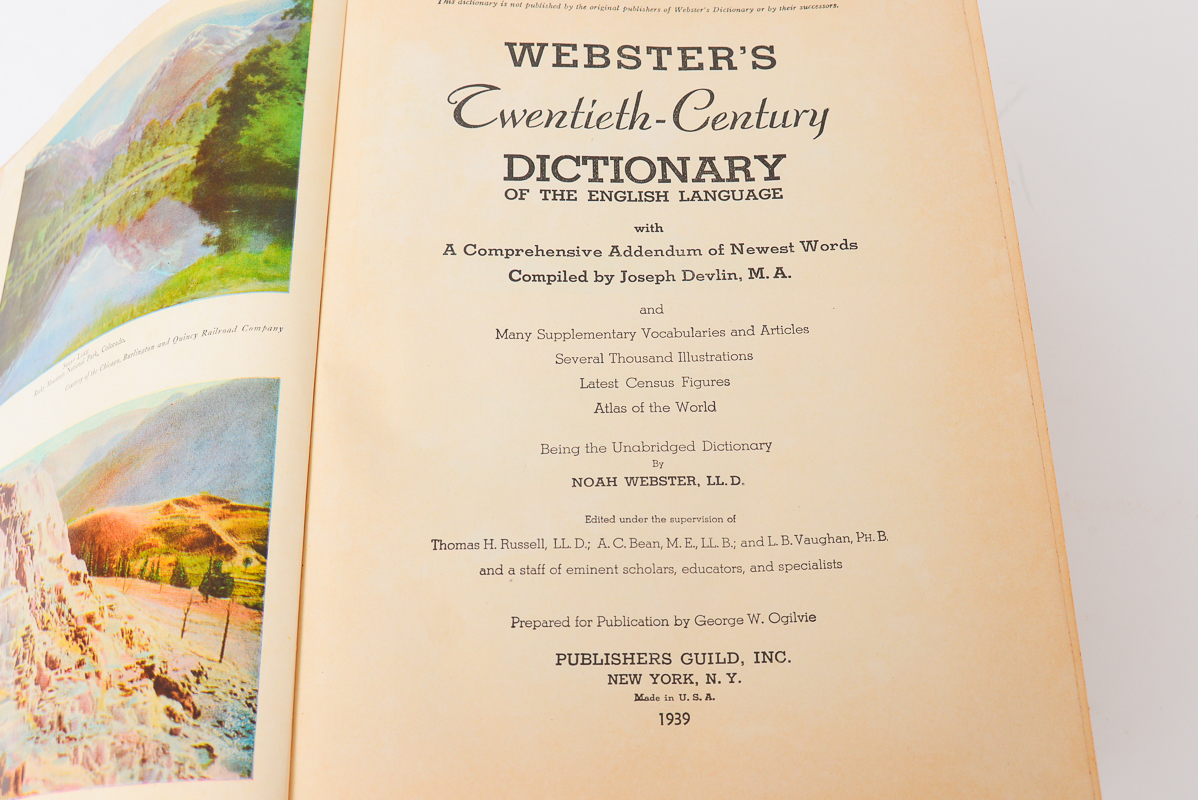 This dictionary is not published by the original publishers of Webster's Dictionary or by their successors.
WEBSTER'S
Twentieth-Century
DICTIONARY
OF THE ENGLISH LANGUAGE
with
A Comprehensive Addendum of Newest Words
Compiled by Joseph Devlin, M. A.
and
Many Supplementary Vocabularies and Articles
Several Thousand Illustrations
Latest Census Figures
Atlas of the World
Being the Unabridged Dictionary
By
NOAH WEBSTER, LL. D.
Edited under the supervision of
Thomas H. Russell, LL. D.; A. C. Bean, M. E., LL. B.; and L. B. Vaughan, PH. B.
and a staff of eminent scholars, educators, and specialists
Prepared for Publication by George W. Ogilvie
PUBLISHERS GUILD, INC.
NEW YORK, N. Y.
Made in U. S. A.
1939
National Park, Colorado.
Courtesy of the Chicago, Burlington and Quincy Railroad Company